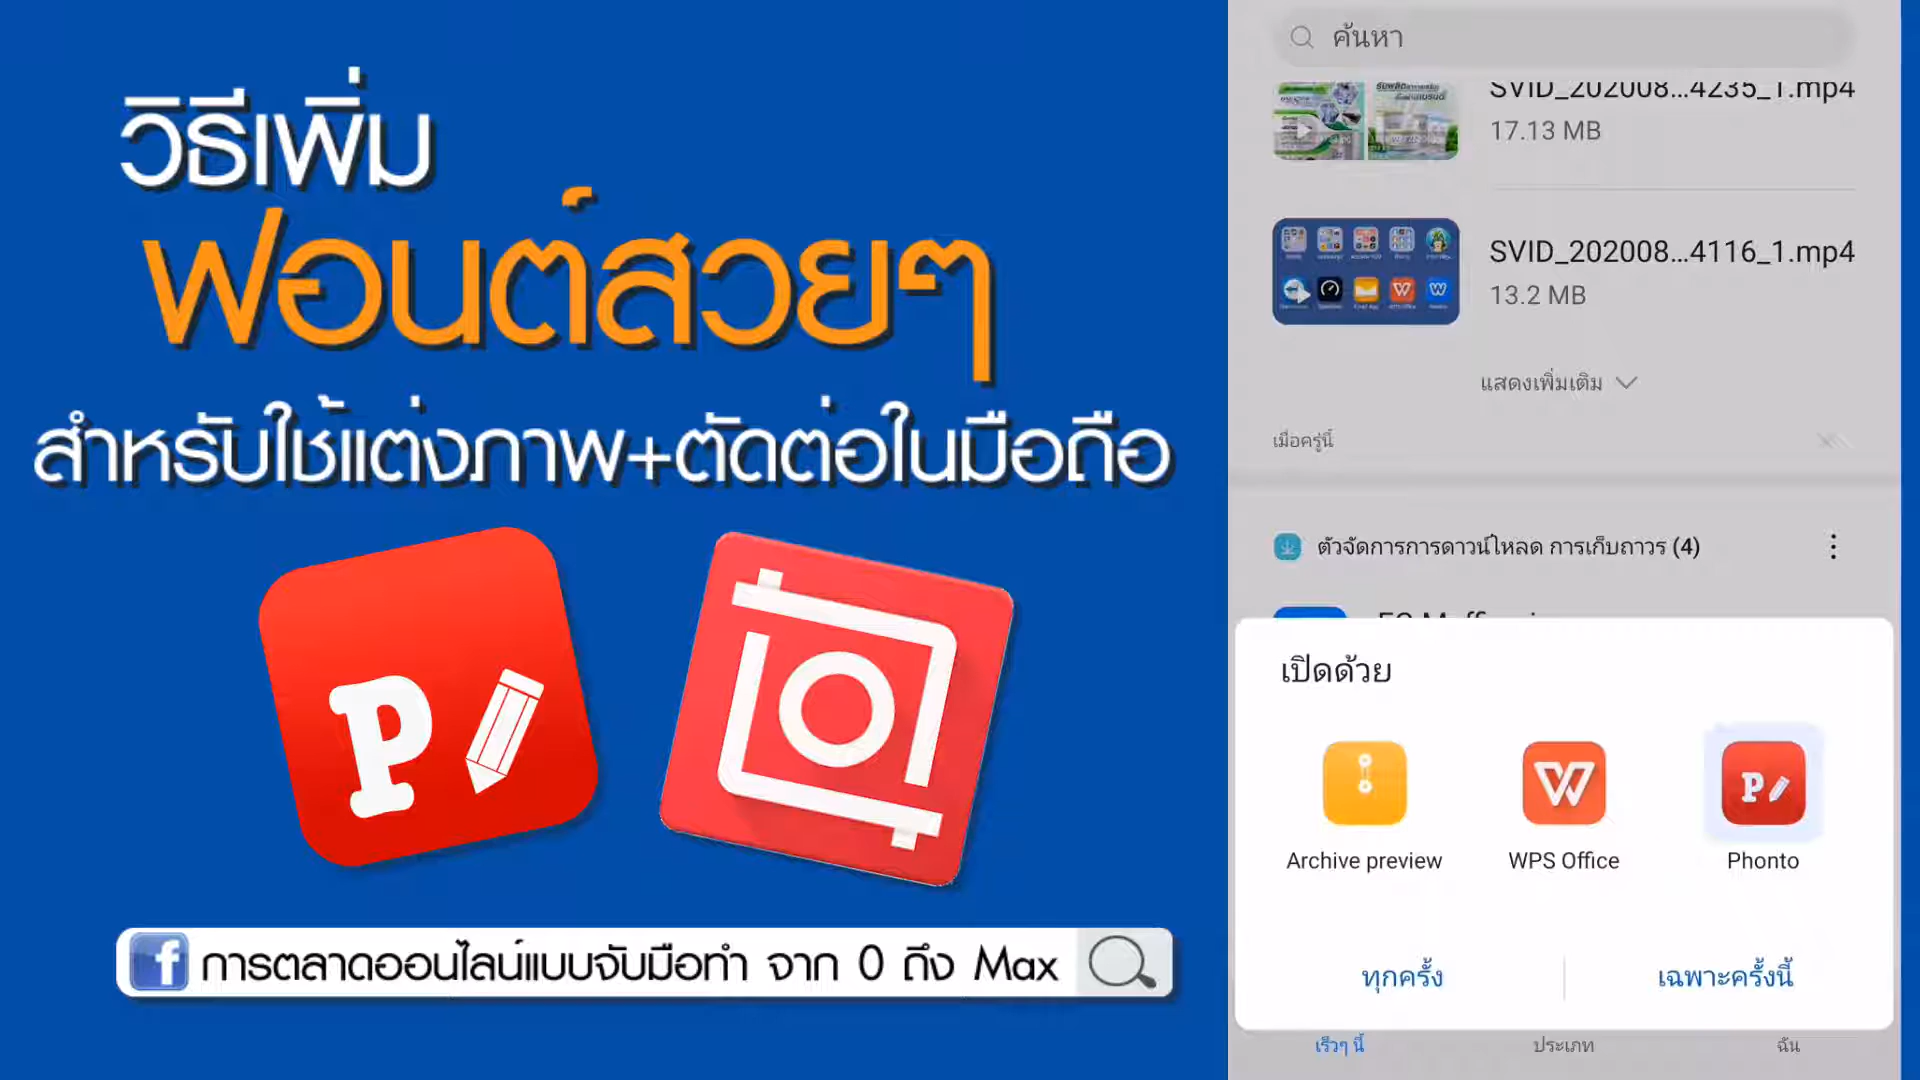 วิธีเพิ่ม
ฟอนต์สวยๆ
สำหรับใช้แต่งภาพ+ตัดต่อในมือถือ
P
f การตลาดออนไลน์แบบจับมือทำ จาก 0 ถึง Max
ค้นหา
SVID_202008...4235_1.mp4
17.13 MB
SVID_202008...4116_1.mp4
13.2 MB
แสดงเพิ่มเติม
เมื่อครู่นี้
ตัวจัดการการดาวน์โหลด การเก็บถาวร (4)
เปิดด้วย
Archive preview
WPS Office
Phonto
ทุกครั้ง
เฉพาะครั้งนี้
เร็วๆ นี้
ประเภท
ฉัน